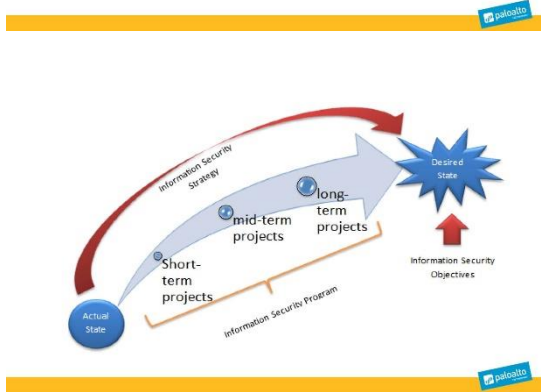 paloalto
Information Security
Strategy
Desired
State
long-
term
projects
mid-term
projects
Short-
term
projects
Information Security
Objectives
Information Security Program
Actual
State
paloalto